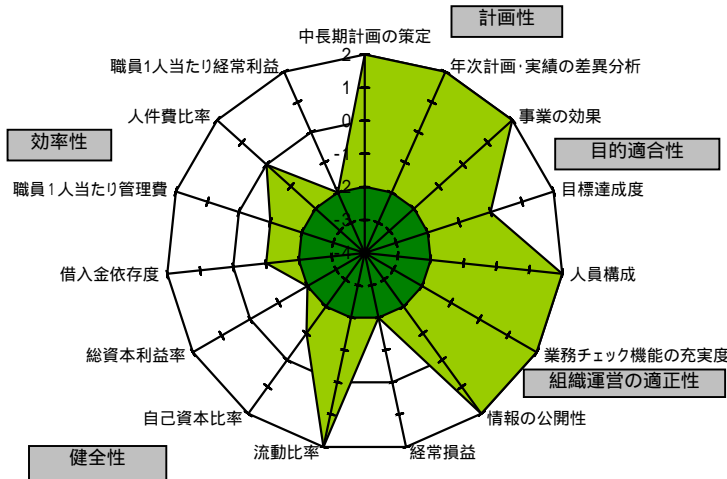 計画性
中長期計画の策定
職員1人当たり経常利益
年次計画・実績の差異分析
2
1
0
-1
-2
-3
-4
人件費比率
事業の効果
効率性
目的適合性
職員1人当たり管理費
目標達成度
借入金依存度
人員構成
総資本利益率
業務チェック機能の充実度
組織運営の適正性
自己資本比率
情報の公開性
流動比率
経常損益
健全性